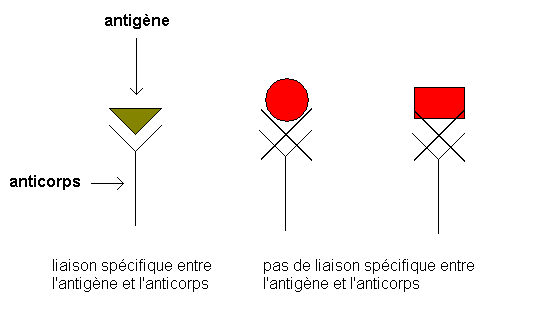 antigène
anticorps
liaison spécifique entre
l'antigène et l'anticorps
pas de liaison spécifique entre
l'antigène et l'anticorps